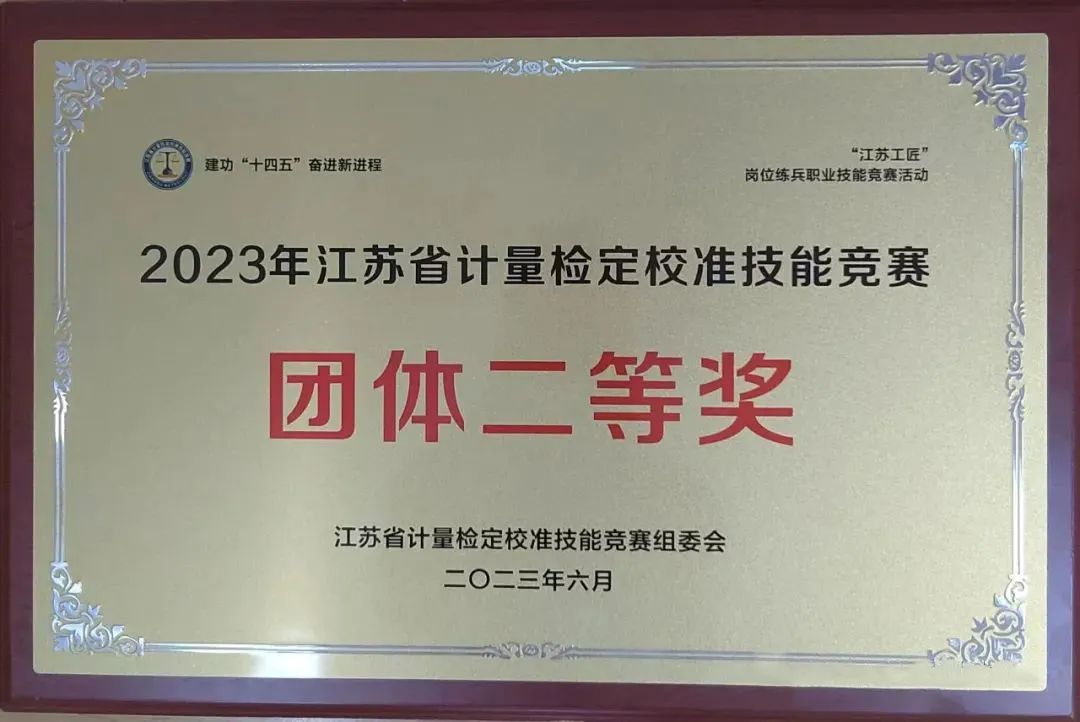 建功“十四五”奋进新进程
“江苏工匠”
岗位练兵职业技能竞赛活动
2023年江苏省计量检定校准技能竞赛
团体二等奖
江苏省计量检定校准技能竞赛组委会
二〇二三年六月